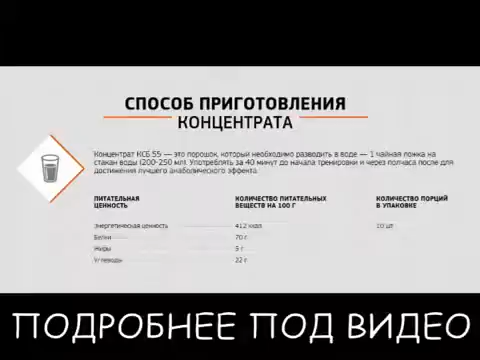 СПОСОБ ПРИГОТОВЛЕНИЯ
КОНЦЕНТРАТА
Концентрат КСБ 55 — это порошок, который необходимо разводить в воде — 1 чайная ложка на
стакан воды (200-250 мл). Употреблять за 40 минут до начала тренировки и через полчаса после для
достижения лучшего анаболического эффекта.
ПИТАТЕЛЬНАЯ ЦЕННОСТЬ
КОЛИЧЕСТВО ПИТАТЕЛЬНЫХ ВЕЩЕСТВ НА 100 Г
КОЛИЧЕСТВО ПОРЦИЙ В УПАКОВКЕ
Энергетическая ценность 412 ккал 10 шт
Белки 70 г
Жиры 5 г
Углеводы 22 г
ПОДРОБНЕЕ ПОД ВИДЕО